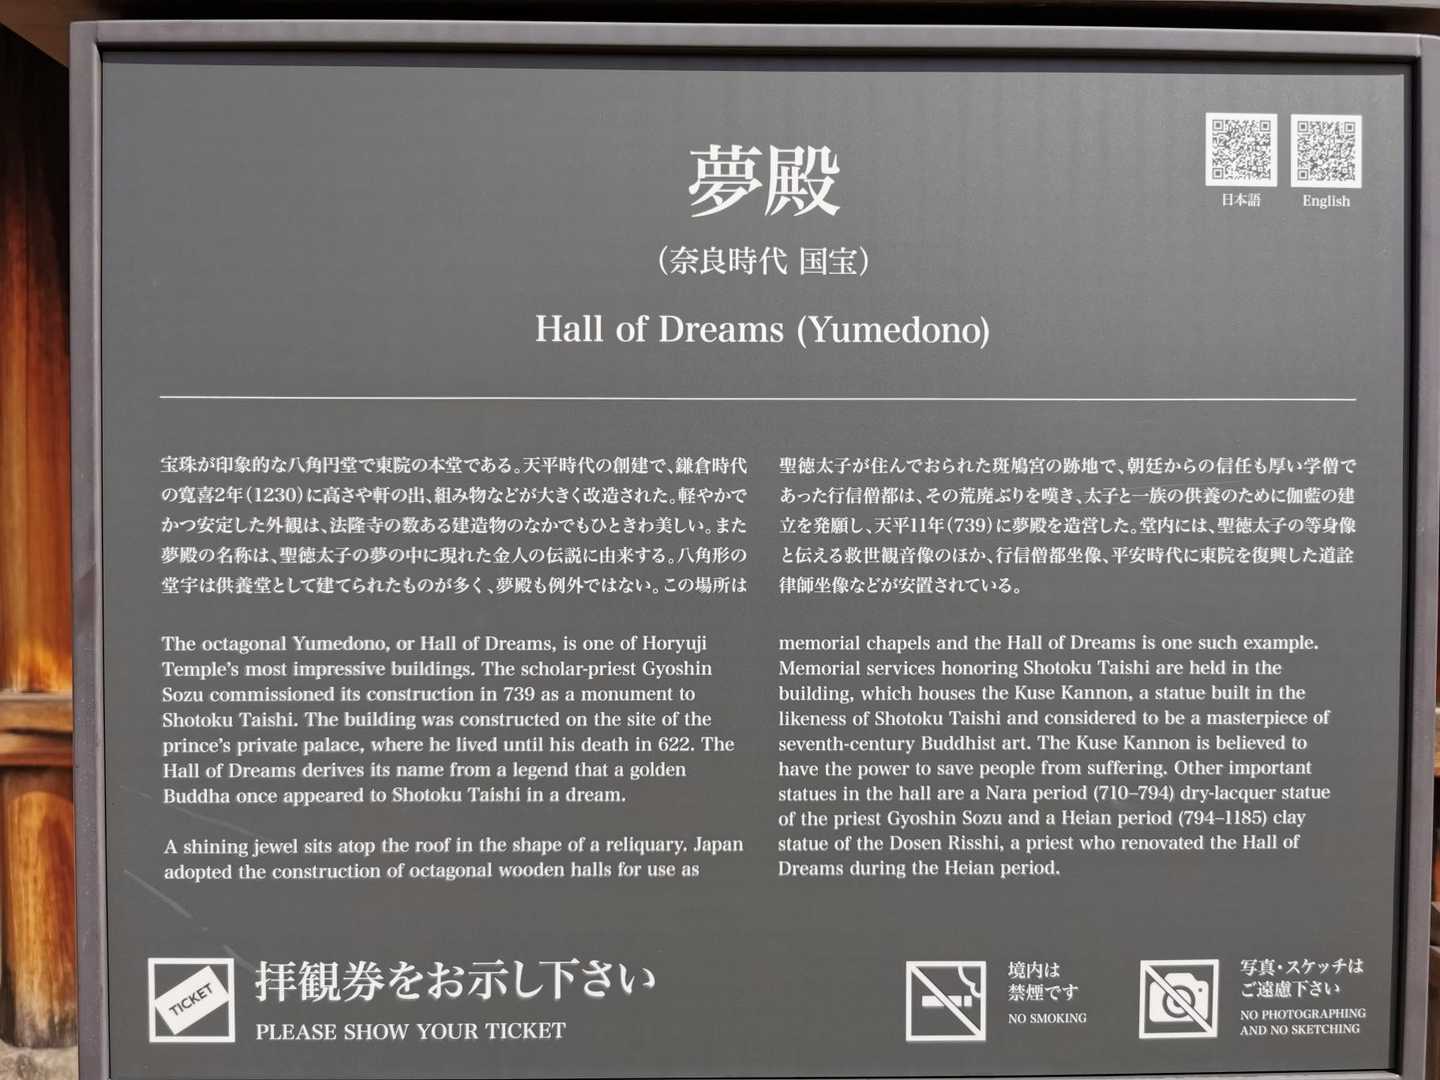 夢殿
（奈良時代 国宝）
Hall of Dreams (Yumedono)
日本語
English
宝珠が印象的な八角円堂で東院の本堂である。天平時代の創建で、鎌倉時代
の寛喜2年（1230）に高さや軒の出、組み物などが大きく改造された。軽やかで
かつ安定した外観は、法隆寺の数ある建造物のなかでもひときわ美しい。また
夢殿の名称は、聖徳太子の夢の中に現れた金人の伝説に由来する。八角形の
堂宇は供養堂として建てられたものが多く、夢殿も例外ではない。この場所は
聖徳太子が住んでおられた斑鳩宮の跡地で、朝廷からの信任も厚い学僧で
あった行信僧都は、その荒廃ぶりを嘆き、太子と一族の供養のために伽藍の建
立を発願し、天平11年（739）に夢殿を造営した。堂内には、聖徳太子の等身像
と伝える救世観音像のほか、行信僧都坐像、平安時代に東院を復興した道詮
律師坐像などが安置されている。
The octagonal Yumedono, or Hall of Dreams, is one of Horyuji
Temple's most impressive buildings. The scholar-priest Gyoshin
Sozu commissioned its construction in 739 as a monument to
Shotoku Taishi. The building was constructed on the site of the
prince's private palace, where he lived until his death in 622. The
Hall of Dreams derives its name from a legend that a golden
Buddha once appeared to Shotoku Taishi in a dream.
A shining jewel sits atop the roof in the shape of a reliquary. Japan
adopted the construction of octagonal wooden halls for use as
memorial chapels and the Hall of Dreams is one such example.
Memorial services honoring Shotoku Taishi are held in the
building, which houses the Kuse Kannon, a statue built in the
likeness of Shotoku Taishi and considered to be a masterpiece of
seventh-century Buddhist art. The Kuse Kannon is believed to
have the power to save people from suffering. Other important
statues in the hall are a Nara period (710–794) dry-lacquer statue
of the priest Gyoshin Sozu and a Heian period (794–1185) clay
statue of the Dosen Risshi, a priest who renovated the Hall of
Dreams during the Heian period.
TICKET
拝観券をお示し下さい
PLEASE SHOW YOUR TICKET
境内は
禁煙です
NO SMOKING
写真・スケッチは
ご遠慮下さい
NO PHOTOGRAPHING
AND NO SKETCHING